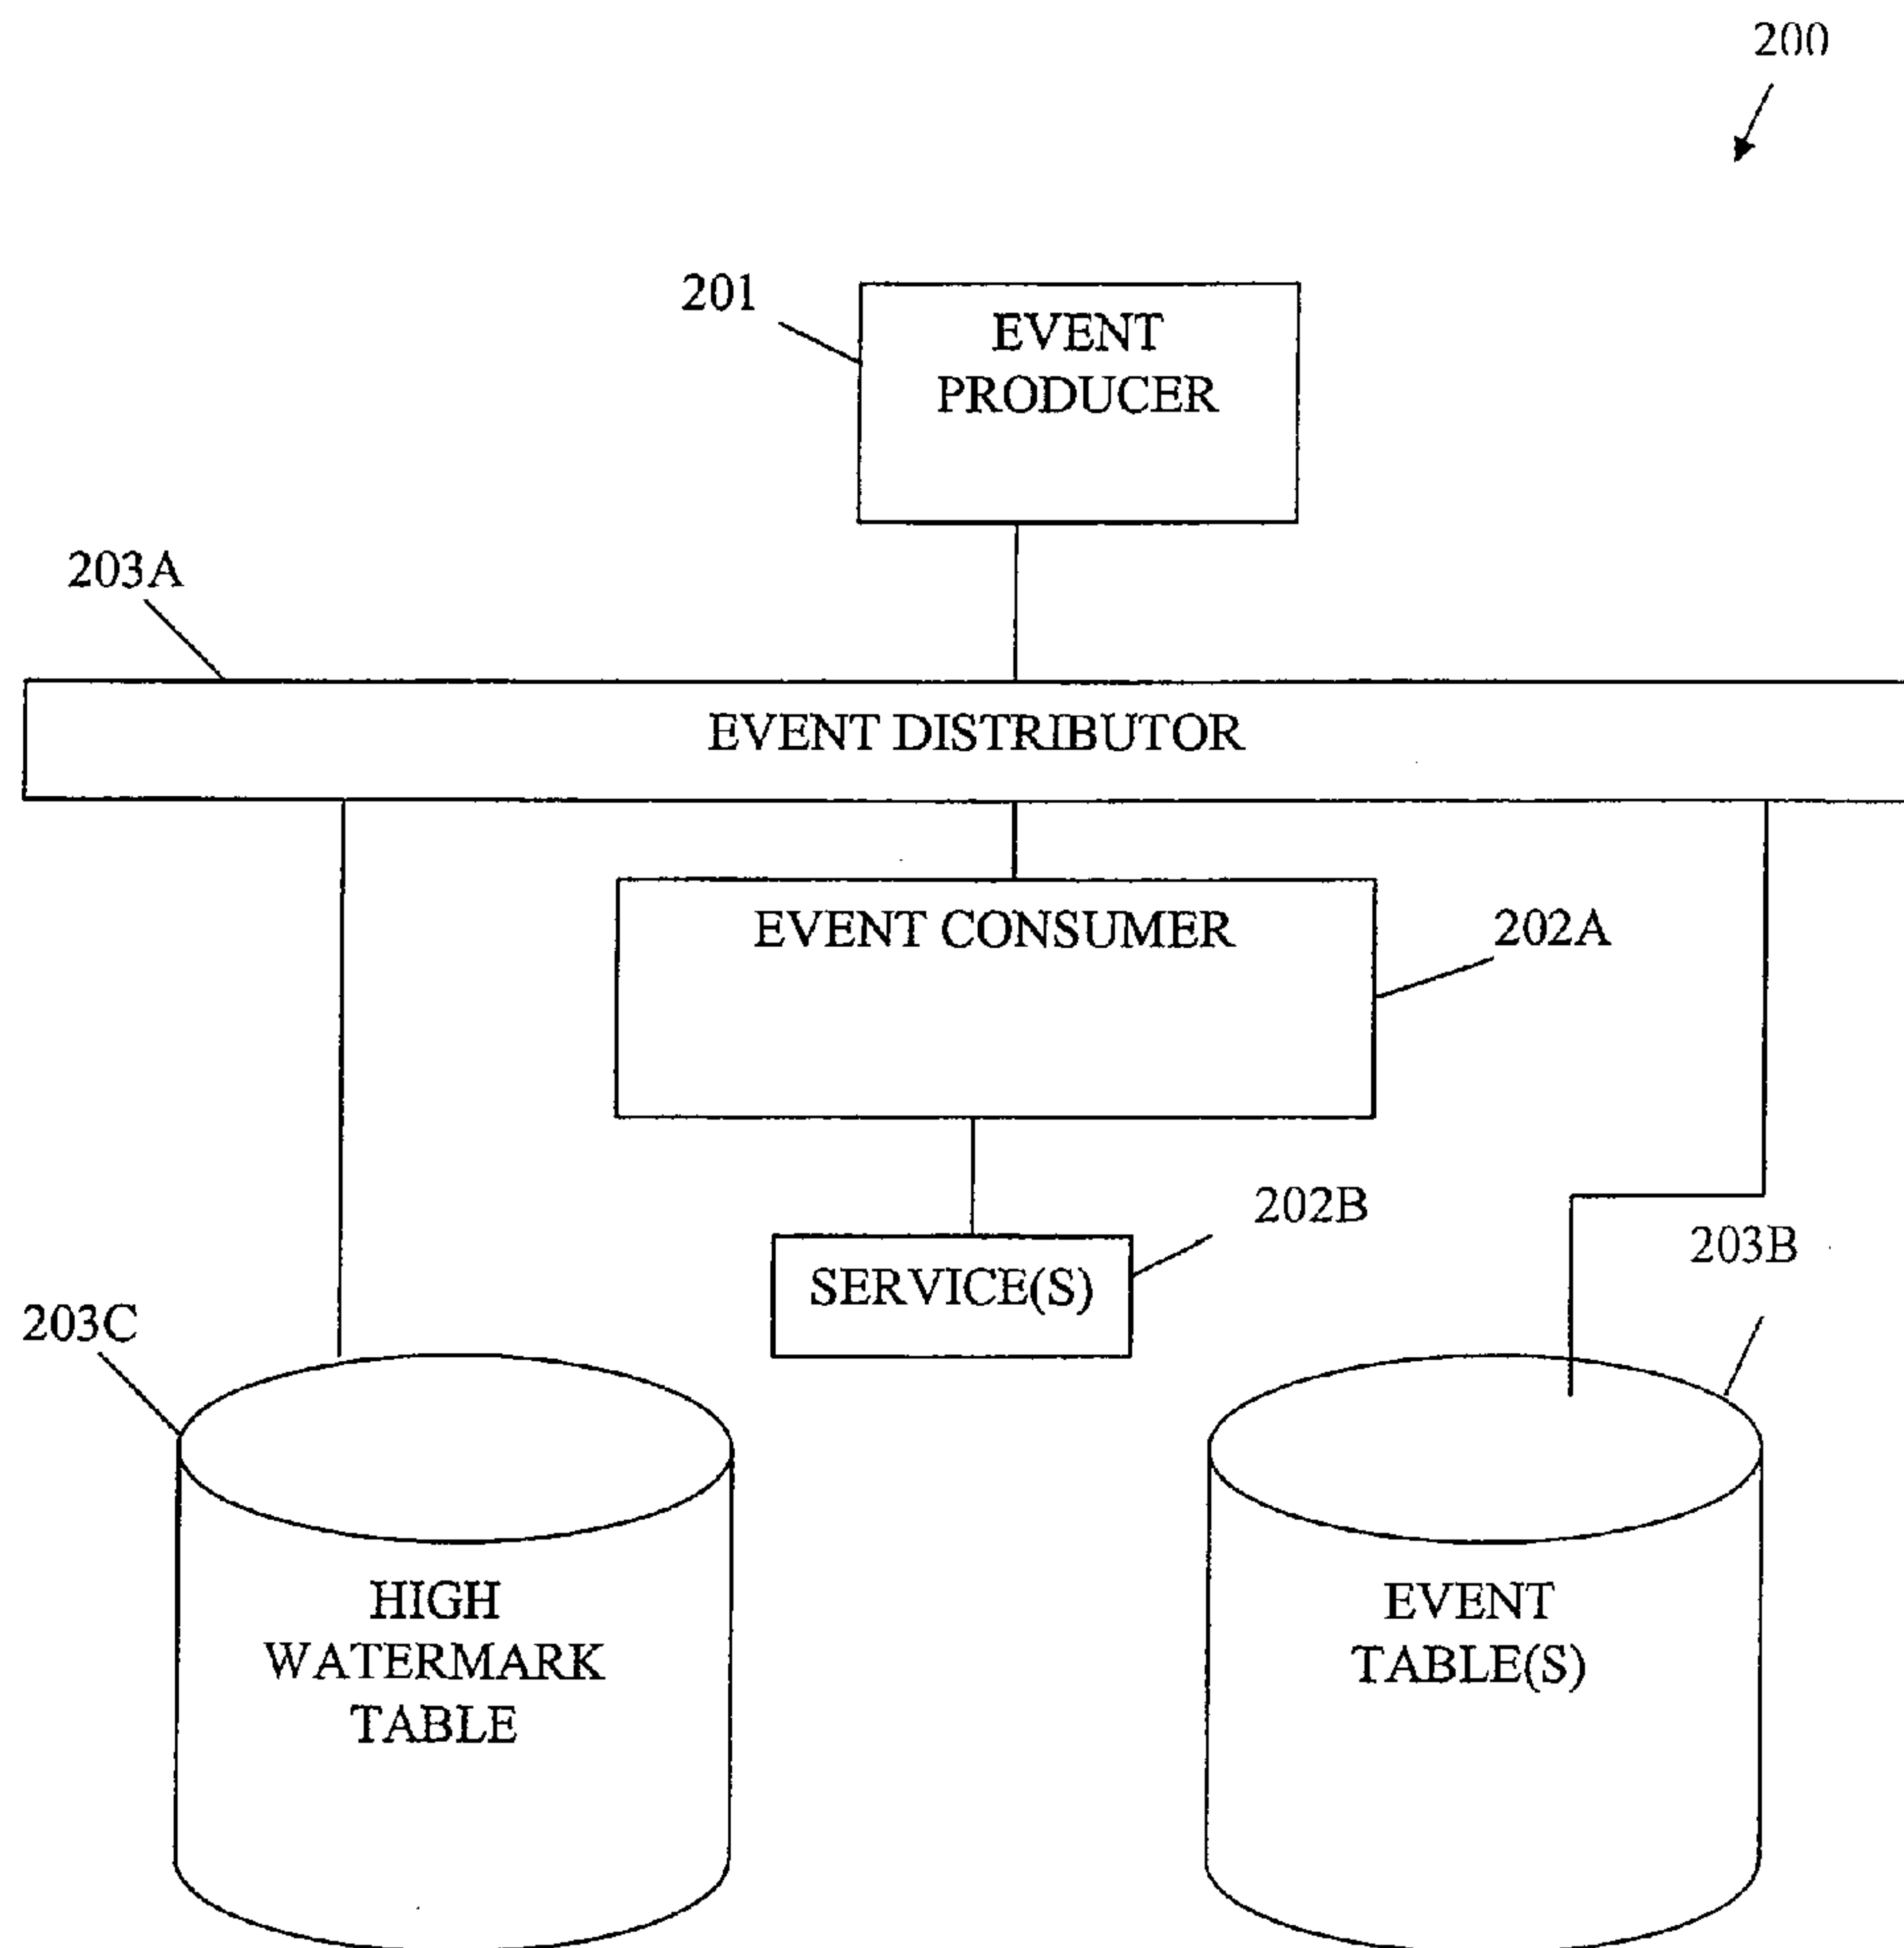 200
201
EVENT
PRODUCER
203A
EVENT DISTRIBUTOR
EVENT CONSUMER
202A
202B
203B
SERVICE(S)
203C
HIGH
WATERMARK
TABLE
EVENT
TABLE(S)